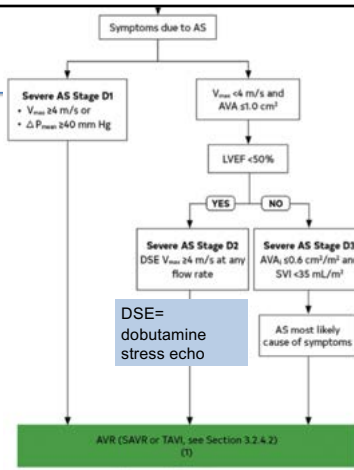 Symptoms due to AS
Severe AS Stage D1
• Vmax ≥4 m/s or
• ΔPmean ≥40 mm Hg
Vmax <4 m/s and
AVA ≤1.0 cm²
LVEF <50%
YES
NO
Severe AS Stage D2
DSE Vmax ≥4 m/s at any
flow rate
Severe AS Stage D3
AVAi ≤0.6 cm²/m² and
SVI <35 mL/m²
DSE=
dobutamine
stress echo
AS most likely
cause of symptoms
AVR (SAVR or TAVI, see Section 3.2.4.2)
(1)